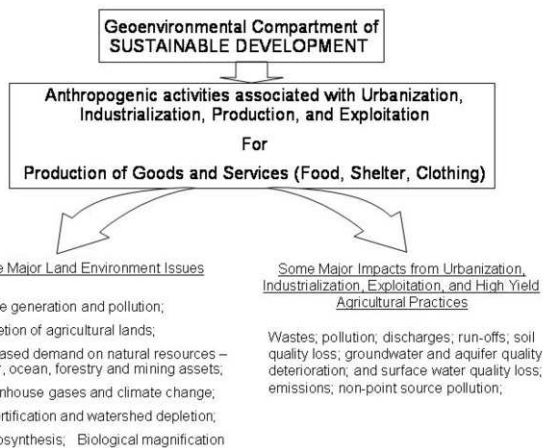 Geoenvironmental Compartment of
SUSTAINABLE DEVELOPMENT
Anthropogenic activities associated with Urbanization,
Industrialization, Production, and Exploitation
For
Production of Goods and Services (Food, Shelter, Clothing)
Major Land Environment Issues
generation and pollution;
of agricultural lands;
demand on natural resources –
ocean, forestry and mining assets;
gases and climate change;
and watershed depletion;
Biological magnification
Some Major Impacts from Urbanization,
Industrialization, Exploitation, and High Yield
Agricultural Practices
Wastes; pollution; discharges; run-offs; soil
quality loss; groundwater and aquifer quality
deterioration; and surface water quality loss;
emissions; non-point source pollution;